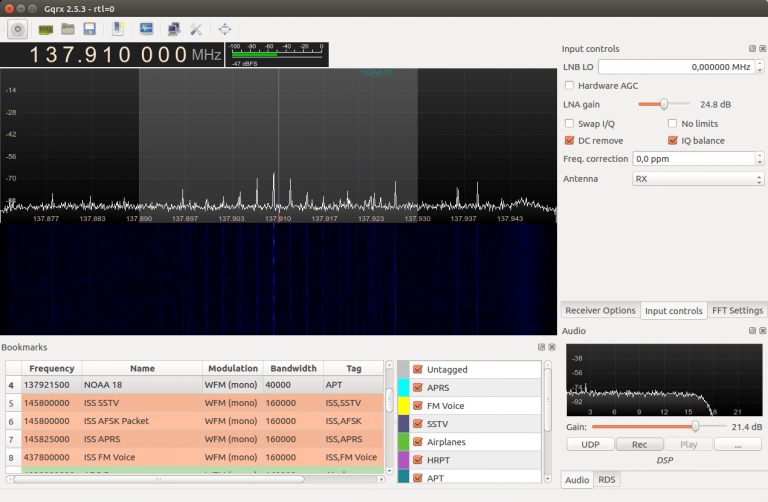 Gqrx 2.5.3 - rtl=0
137.910 000 MHz
-100 -80 -60 -40 -20 0
-47 dBFS
NOAA 18
-14
-28
-42
-56
-70
-84
137.877 137.883 137.890 137.897 137.903 137.910 137.917 137.923 137.930 137.937 137.943
Input controls
LNB LO 0,000000 MHz
Hardware AGC
LNA gain 24.8 dB
Swap I/Q No limits
DC remove IQ balance
Freq. correction 0,0 ppm
Antenna RX
Receiver Options Input controls FFT Settings
Bookmarks
Frequency Name Modulation Bandwidth Tag
4 137921500 NOAA 18 WFM (mono) 40000 APT
5 145800000 ISS SSTV WFM (mono) 160000 ISS,SSTV
6 145800000 ISS AFSK Packet WFM (mono) 160000 ISS,AFSK
7 145825000 ISS APRS WFM (mono) 160000 ISS,APRS
8 437800000 ISS FM Voice WFM (mono) 160000 ISS,FM Voice
Untagged
APRS
FM Voice
SSTV
Airplanes
HRPT
APT
Audio
-38
-56
-74
-92
3 6 9 12 15 18 21
Gain: 21.4 dB
UDP Rec Play ...
DSP
Audio RDS